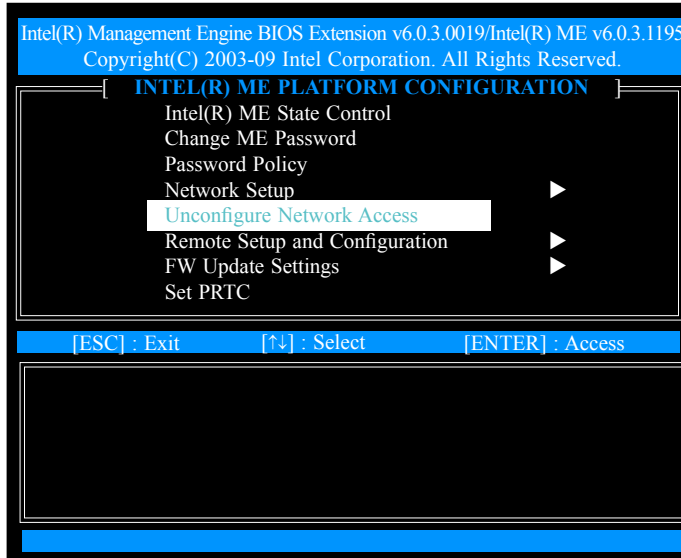 Intel(R) Management Engine BIOS Extension v6.0.3.0019/Intel(R) ME v6.0.3.1195
Copyright(C) 2003-09 Intel Corporation. All Rights Reserved.
[ INTEL(R) ME PLATFORM CONFIGURATION ]
Intel(R) ME State Control
Change ME Password
Password Policy
Network Setup ▶
Unconfigure Network Access
Remote Setup and Configuration ▶
FW Update Settings ▶
Set PRTC
[ESC] : Exit [↑↓] : Select [ENTER] : Access